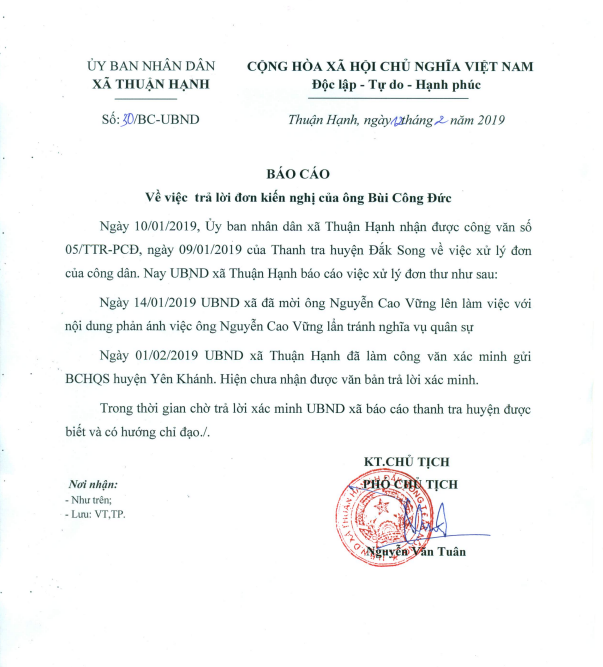 ỦY BAN NHÂN DÂN
XÃ THUẬN HẠNH
CỘNG HÒA XÃ HỘI CHỦ NGHĨA VIỆT NAM
Độc lập - Tự do - Hạnh phúc
Số: 30/BC-UBND
Thuận Hạnh, ngày 12 tháng 2 năm 2019
BÁO CÁO
Về việc trả lời đơn kiến nghị của ông Bùi Công Đức
Ngày 10/01/2019, Ủy ban nhân dân xã Thuận Hạnh nhận được công văn số
05/TTR-PCĐ, ngày 09/01/2019 của Thanh tra huyện Đắk Song về việc xử lý đơn
của công dân. Nay UBND xã Thuận Hạnh báo cáo việc xử lý đơn thư như sau:
Ngày 14/01/2019 UBND xã đã mời ông Nguyễn Cao Vững lên làm việc với
nội dung phản ánh việc ông Nguyễn Cao Vững lẩn tránh nghĩa vụ quân sự
Ngày 01/02/2019 UBND xã Thuận Hạnh đã làm công văn xác minh gửi
BCHQS huyện Yên Khánh. Hiện chưa nhận được văn bản trả lời xác minh.
Trong thời gian chờ trả lời xác minh UBND xã báo cáo thanh tra huyện được
biết và có hướng chỉ đạo./.
KT.CHỦ TỊCH
PHÓ CHỦ TỊCH
Nơi nhận:
- Như trên;
- Lưu: VT,TP.
Nguyễn Văn Tuân